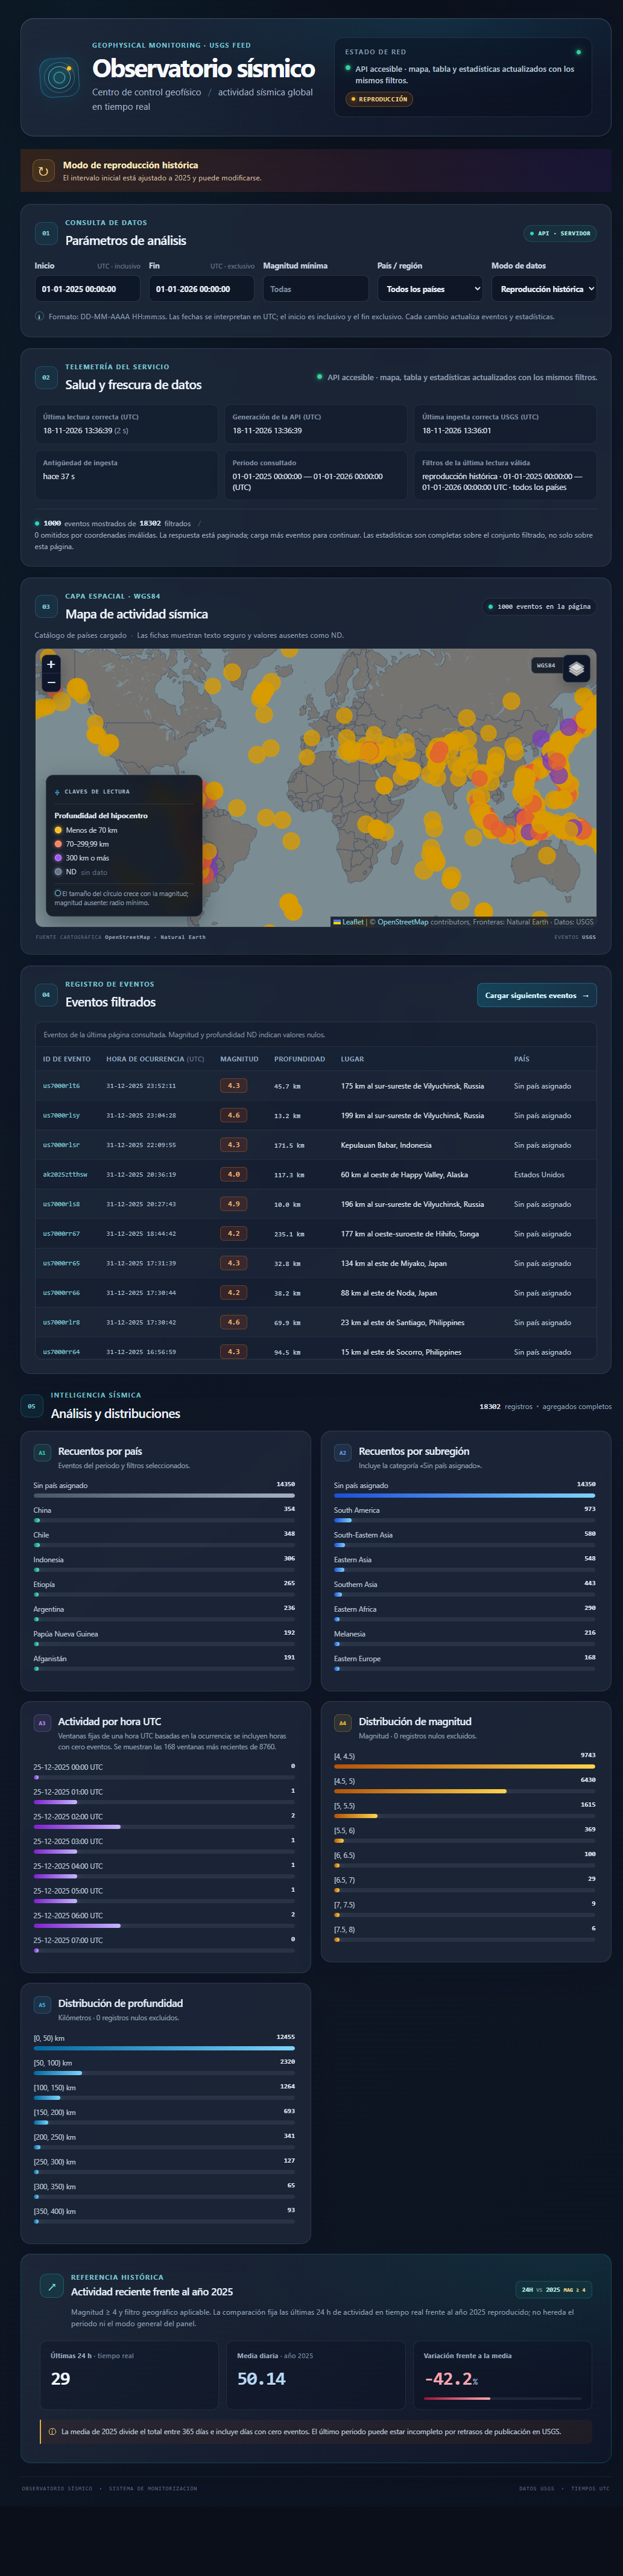 GEOPHYSICAL MONITORING · USGS FEED
Observatorio sísmico
Centro de control geofísico / actividad sísmica global
en tiempo real
ESTADO DE RED
API accesible · mapa, tabla y estadísticas actualizados con los
mismos filtros.
REPRODUCCIÓN
Modo de reproducción histórica
El intervalo inicial está ajustado a 2025 y puede modificarse.
01
CONSULTA DE DATOS
Parámetros de análisis
API · SERVIDOR
Inicio UTC · inclusivo Fin UTC · exclusivo Magnitud mínima País / región Modo de datos
01-01-2025 00:00:00 01-01-2026 00:00:00 Todas Todos los países Reproducción histórica
Formato: DD-MM-AAAA HH:mm:ss. Las fechas se interpretan en UTC; el inicio es inclusivo y el fin exclusivo. Cada cambio actualiza eventos y estadísticas.
02
TELEMETRÍA DEL SERVICIO
Salud y frescura de datos
API accesible · mapa, tabla y estadísticas actualizados con los mismos filtros.
Última lectura correcta (UTC)
18-11-2026 13:36:39 (2 s)
Generación de la API (UTC)
18-11-2026 13:36:39
Última ingesta correcta USGS (UTC)
18-11-2026 13:36:01
Antigüedad de ingesta
hace 37 s
Periodo consultado
01-01-2025 00:00:00 — 01-01-2026 00:00:00
(UTC)
Filtros de la última lectura válida
reproducción histórica · 01-01-2025 00:00:00 —
01-01-2026 00:00:00 UTC · todos los países
1000 eventos mostrados de 18302 filtrados /
0 omitidos por coordenadas inválidas. La respuesta está paginada; carga más eventos para continuar. Las estadísticas son completas sobre el conjunto filtrado, no solo sobre
esta página.
03
CAPA ESPACIAL · WGS84
Mapa de actividad sísmica
1000 eventos en la página
Catálogo de países cargado · Las fichas muestran texto seguro y valores ausentes como ND.
+
−
WGS84
CLAVES DE LECTURA
Profundidad del hipocentro
Menos de 70 km
70–299,99 km
300 km o más
ND sin dato
El tamaño del círculo crece con la magnitud;
magnitud ausente: radio mínimo.
Leaflet | © OpenStreetMap contributors, Fronteras: Natural Earth · Datos: USGS
FUENTE CARTOGRÁFICA OpenStreetMap · Natural Earth
EVENTOS USGS
04
REGISTRO DE EVENTOS
Eventos filtrados
Cargar siguientes eventos →
Eventos de la última página consultada. Magnitud y profundidad ND indican valores nulos.
ID DE EVENTO HORA DE OCURRENCIA (UTC) MAGNITUD PROFUNDIDAD LUGAR PAÍS
us7000rlt6 31-12-2025 23:52:11 4.3 45.7 km 175 km al sur-sureste de Vilyuchinsk, Russia Sin país asignado
us7000rlsy 31-12-2025 23:04:28 4.6 13.2 km 199 km al sur-sureste de Vilyuchinsk, Russia Sin país asignado
us7000rlsr 31-12-2025 22:09:55 4.3 171.5 km Kepulauan Babar, Indonesia Sin país asignado
ak2025ztthsw 31-12-2025 20:36:19 4.0 117.3 km 60 km al oeste de Happy Valley, Alaska Estados Unidos
us7000rls8 31-12-2025 20:27:43 4.9 10.0 km 196 km al sur-sureste de Vilyuchinsk, Russia Sin país asignado
us7000rr67 31-12-2025 18:44:42 4.2 235.1 km 177 km al oeste-suroeste de Hihifo, Tonga Sin país asignado
us7000rr65 31-12-2025 17:31:39 4.3 32.8 km 134 km al este de Miyako, Japan Sin país asignado
us7000rr66 31-12-2025 17:30:44 4.2 38.2 km 88 km al este de Noda, Japan Sin país asignado
us7000rlr8 31-12-2025 17:30:42 4.6 69.9 km 23 km al este de Santiago, Philippines Sin país asignado
us7000rr64 31-12-2025 16:56:59 4.3 94.5 km 15 km al este de Socorro, Philippines Sin país asignado
05
INTELIGENCIA SÍSMICA
Análisis y distribuciones
18302 registros • agregados completos
A1
Recuentos por país
Eventos del periodo y filtros seleccionados.
Sin país asignado 14350
China 354
Chile 348
Indonesia 306
Etiopía 265
Argentina 236
Papúa Nueva Guinea 192
Afganistán 191
A2
Recuentos por subregión
Incluye la categoría «Sin país asignado».
Sin país asignado 14350
South America 973
South-Eastern Asia 580
Eastern Asia 548
Southern Asia 443
Eastern Africa 290
Melanesia 216
Eastern Europe 168
A3
Actividad por hora UTC
Ventanas fijas de una hora UTC basadas en la ocurrencia; se incluyen horas
con cero eventos. Se muestran las 168 ventanas más recientes de 8760.
25-12-2025 00:00 UTC 0
25-12-2025 01:00 UTC 1
25-12-2025 02:00 UTC 2
25-12-2025 03:00 UTC 1
25-12-2025 04:00 UTC 1
25-12-2025 05:00 UTC 1
25-12-2025 06:00 UTC 2
25-12-2025 07:00 UTC 0
A4
Distribución de magnitud
Magnitud · 0 registros nulos excluidos.
[4, 4.5) 9743
[4.5, 5) 6430
[5, 5.5) 1615
[5.5, 6) 369
[6, 6.5) 100
[6.5, 7) 29
[7, 7.5) 9
[7.5, 8) 6
A5
Distribución de profundidad
Kilómetros · 0 registros nulos excluidos.
[0, 50) km 12455
[50, 100) km 2320
[100, 150) km 1264
[150, 200) km 693
[200, 250) km 341
[250, 300) km 127
[300, 350) km 65
[350, 400) km 93
REFERENCIA HISTÓRICA
Actividad reciente frente al año 2025
24H VS 2025 MAG ≥ 4
Magnitud ≥ 4 y filtro geográfico aplicable. La comparación fija las últimas 24 h de actividad en tiempo real frente al año 2025 reproducido; no hereda el
periodo ni el modo general del panel.
Últimas 24 h · tiempo real
29
Media diaria · año 2025
50.14
Variación frente a la media
-42.2%
La media de 2025 divide el total entre 365 días e incluye días con cero eventos. El último periodo puede estar incompleto por retrasos de publicación en USGS.
OBSERVATORIO SÍSMICO • SISTEMA DE MONITORIZACIÓN
DATOS USGS • TIEMPOS UTC